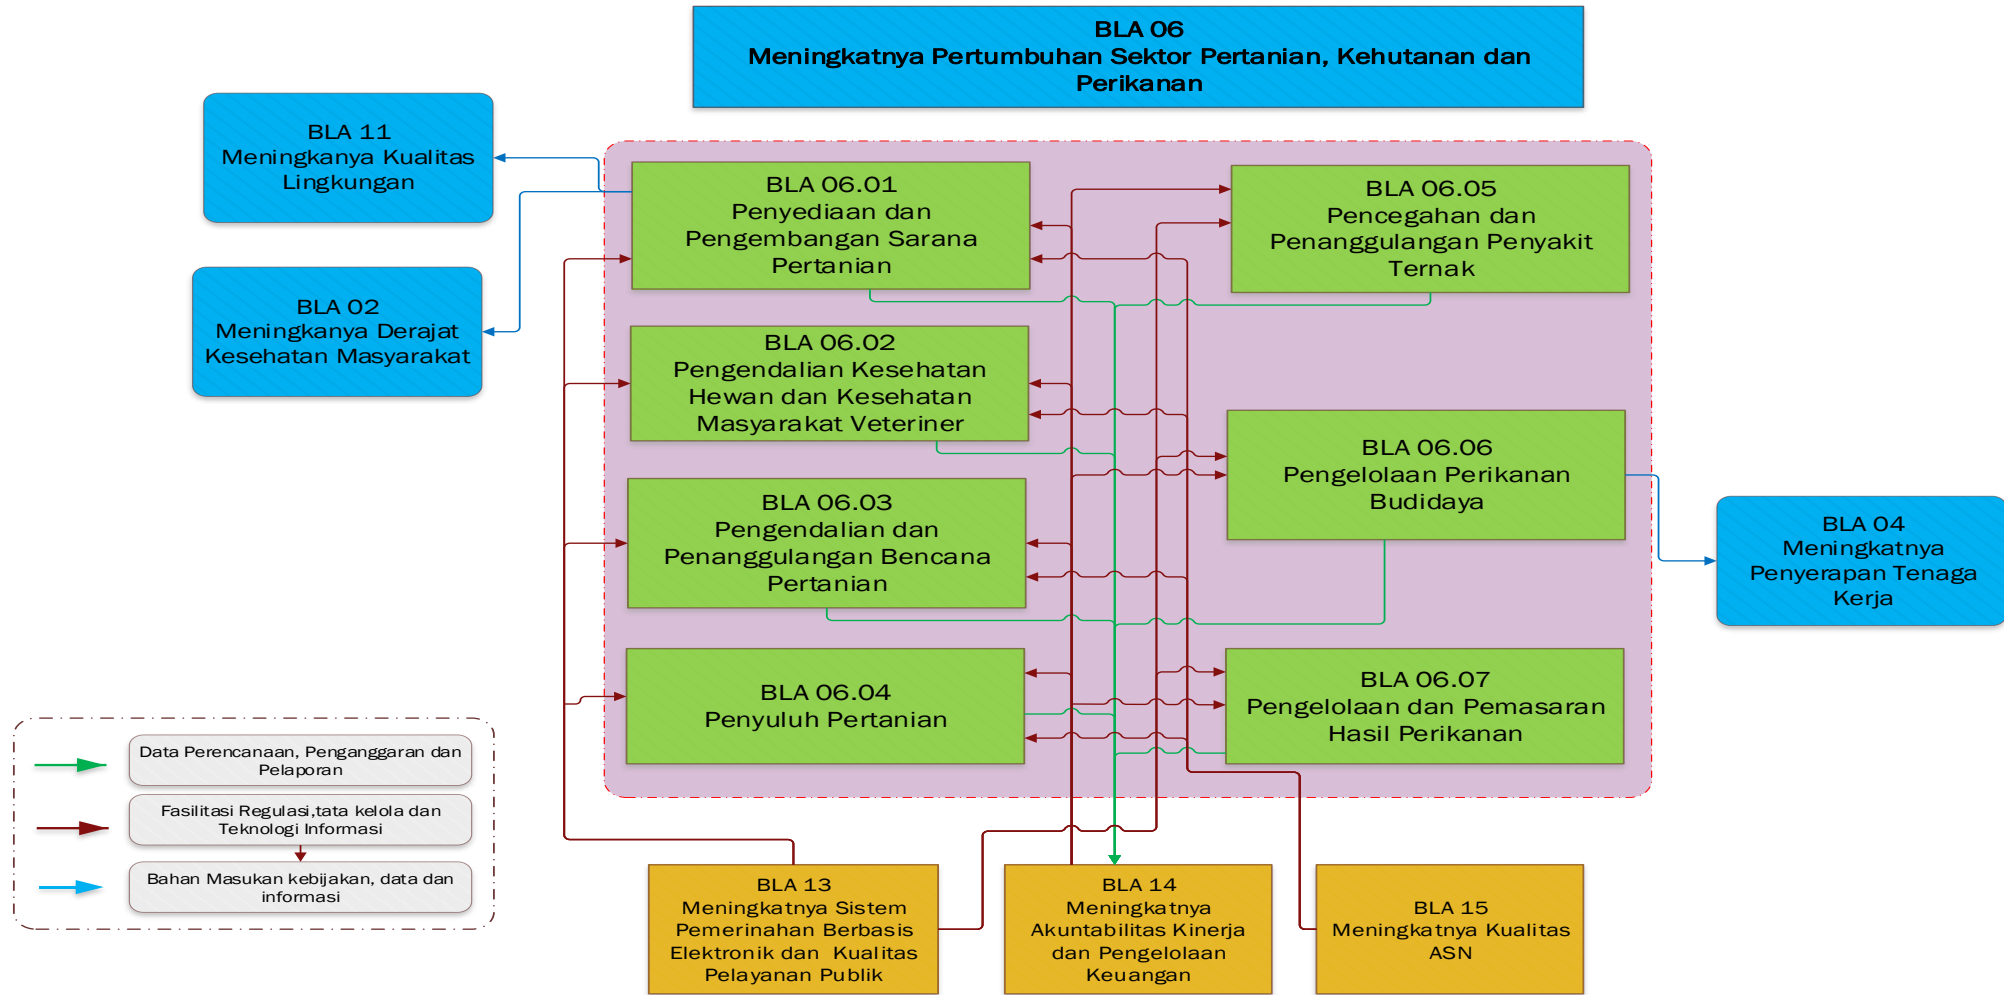 BLA 06
Meningkatnya Pertumbuhan Sektor Pertanian, Kehutanan dan
Perikanan
BLA 11
Meningkanya Kualitas
Lingkungan
BLA 02
Meningkanya Derajat
Kesehatan Masyarakat
BLA 06.01
Penyediaan dan
Pengembangan Sarana
Pertanian
BLA 06.02
Pengendalian Kesehatan
Hewan dan Kesehatan
Masyarakat Veteriner
BLA 06.03
Pengendalian dan
Penanggulangan Bencana
Pertanian
BLA 06.04
Penyuluh Pertanian
BLA 06.05
Pencegahan dan
Penanggulangan Penyakit
Ternak
BLA 06.06
Pengelolaan Perikanan
Budidaya
BLA 06.07
Pengelolaan dan Pemasaran
Hasil Perikanan
BLA 04
Meningkatnya
Penyerapan Tenaga
Kerja
Data Perencanaan, Penganggaran dan
Pelaporan
Fasilitasi Regulasi,tata kelola dan
Teknologi Informasi
Bahan Masukan kebijakan, data dan
informasi
BLA 13
Meningkatnya Sistem
Pemerinahan Berbasis
Elektronik dan Kualitas
Pelayanan Publik
BLA 14
Meningkatnya
Akuntabilitas Kinerja
dan Pengelolaan
Keuangan
BLA 15
Meningkatnya Kualitas
ASN